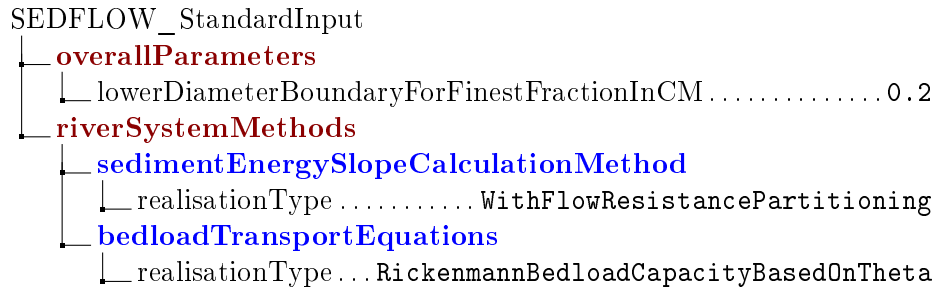 SEDFLOW_StandardInput
overallParameters
lowerDiameterBoundaryForFinestFractionInCM..............0.2
riverSystemMethods
sedimentEnergySlopeCalculationMethod
realisationType...........WithFlowResistancePartitioning
bedloadTransportEquations
realisationType...RickenmannBedloadCapacityBasedOnTheta